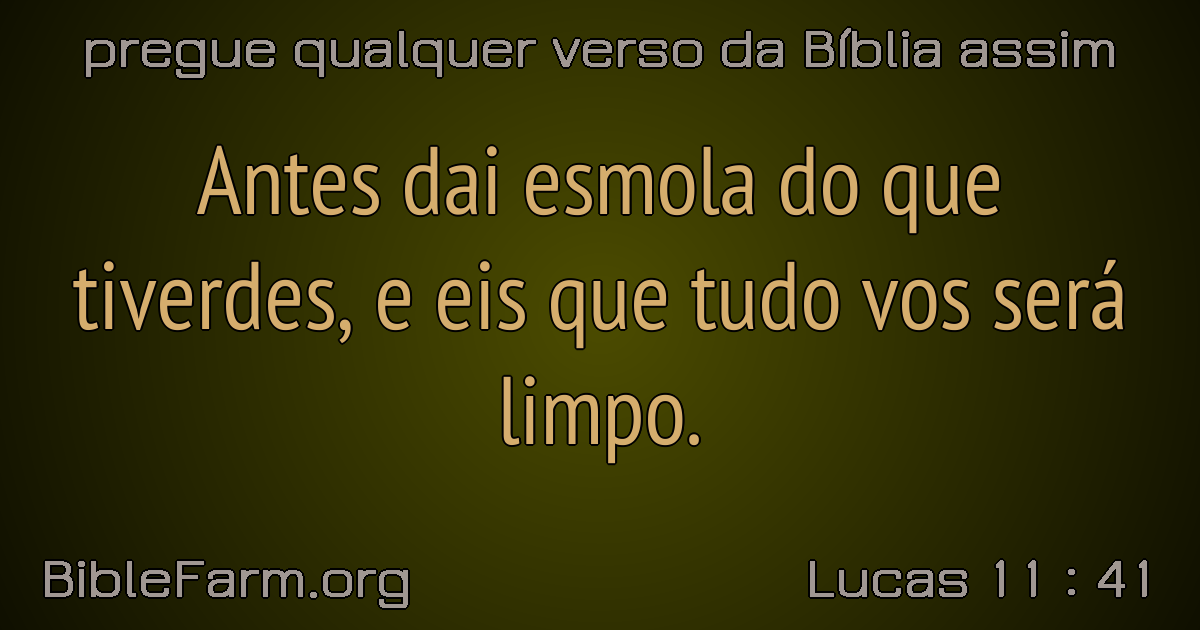 pregue qualquer verso da Bíblia assim
Antes dai esmola do que
tiverdes, e eis que tudo vos será
limpo.
BibleFarm.org
Lucas 11 : 41